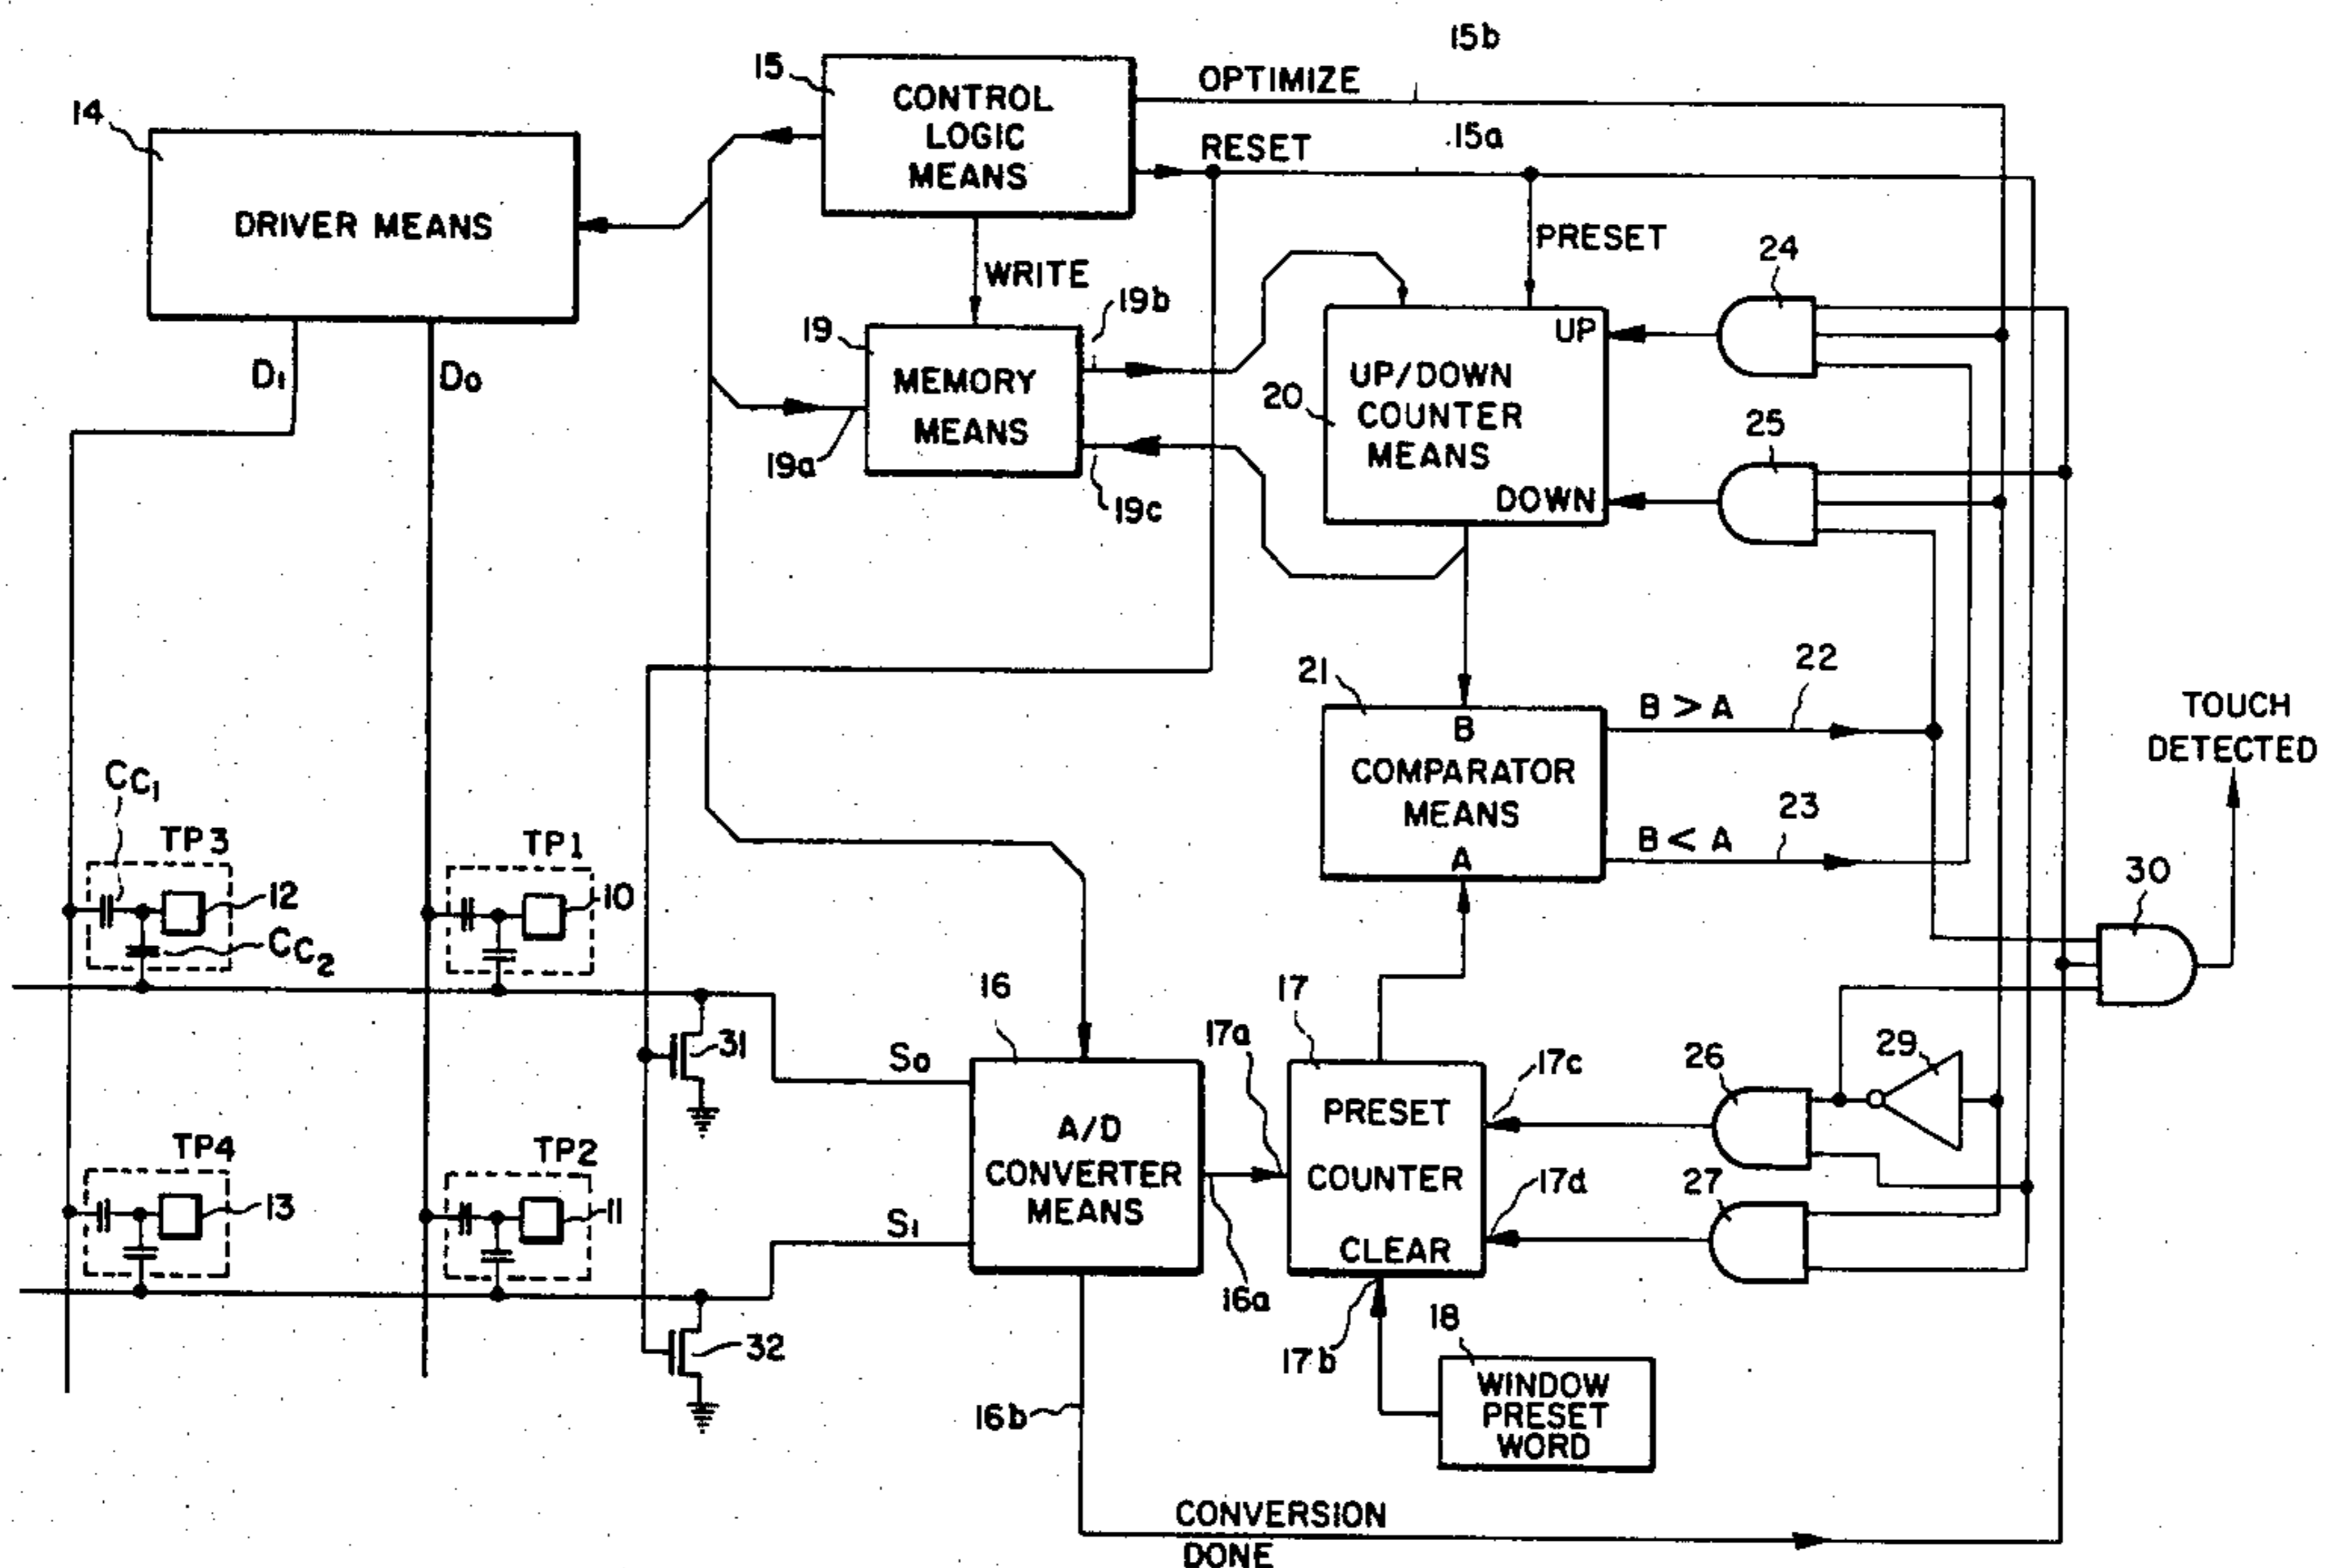 15b
15
OPTIMIZE
CONTROL
LOGIC
MEANS
14
15a
RESET
DRIVER MEANS
PRESET
24
WRITE
19b
19
UP
D1
D0
MEMORY
MEANS
20
UP/DOWN
COUNTER
MEANS
25
19a
19c
DOWN
21
22
B > A
TOUCH
DETECTED
B
COMPARATOR
MEANS
A
CC1
23
B < A
TP3
TP1
30
12
10
CC2
16
17
17a
31
S0
17c
26
29
PRESET
COUNTER
CLEAR
A/D
CONVERTER
MEANS
TP4
TP2
17d
27
13
11
S1
16a
18
32
17b
16b
WINDOW
PRESET
WORD
CONVERSION
DONE